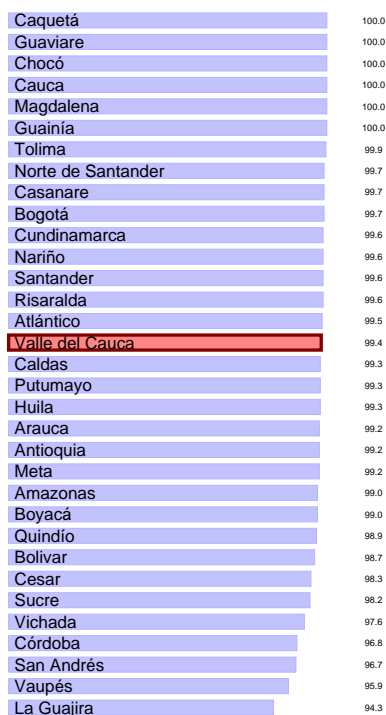 Caquetá 100.0
Guaviare 100.0
Chocó 100.0
Cauca 100.0
Magdalena 100.0
Guainía 100.0
Tolima 99.9
Norte de Santander 99.7
Casanare 99.7
Bogotá 99.7
Cundinamarca 99.6
Nariño 99.6
Santander 99.6
Risaralda 99.6
Atlántico 99.5
Valle del Cauca 99.4
Caldas 99.3
Putumayo 99.3
Huila 99.3
Arauca 99.2
Antioquia 99.2
Meta 99.2
Amazonas 99.0
Boyacá 99.0
Quindío 98.9
Bolivar 98.7
Cesar 98.3
Sucre 98.2
Vichada 97.6
Córdoba 96.8
San Andrés 96.7
Vaupés 95.9
La Guajira 94.3